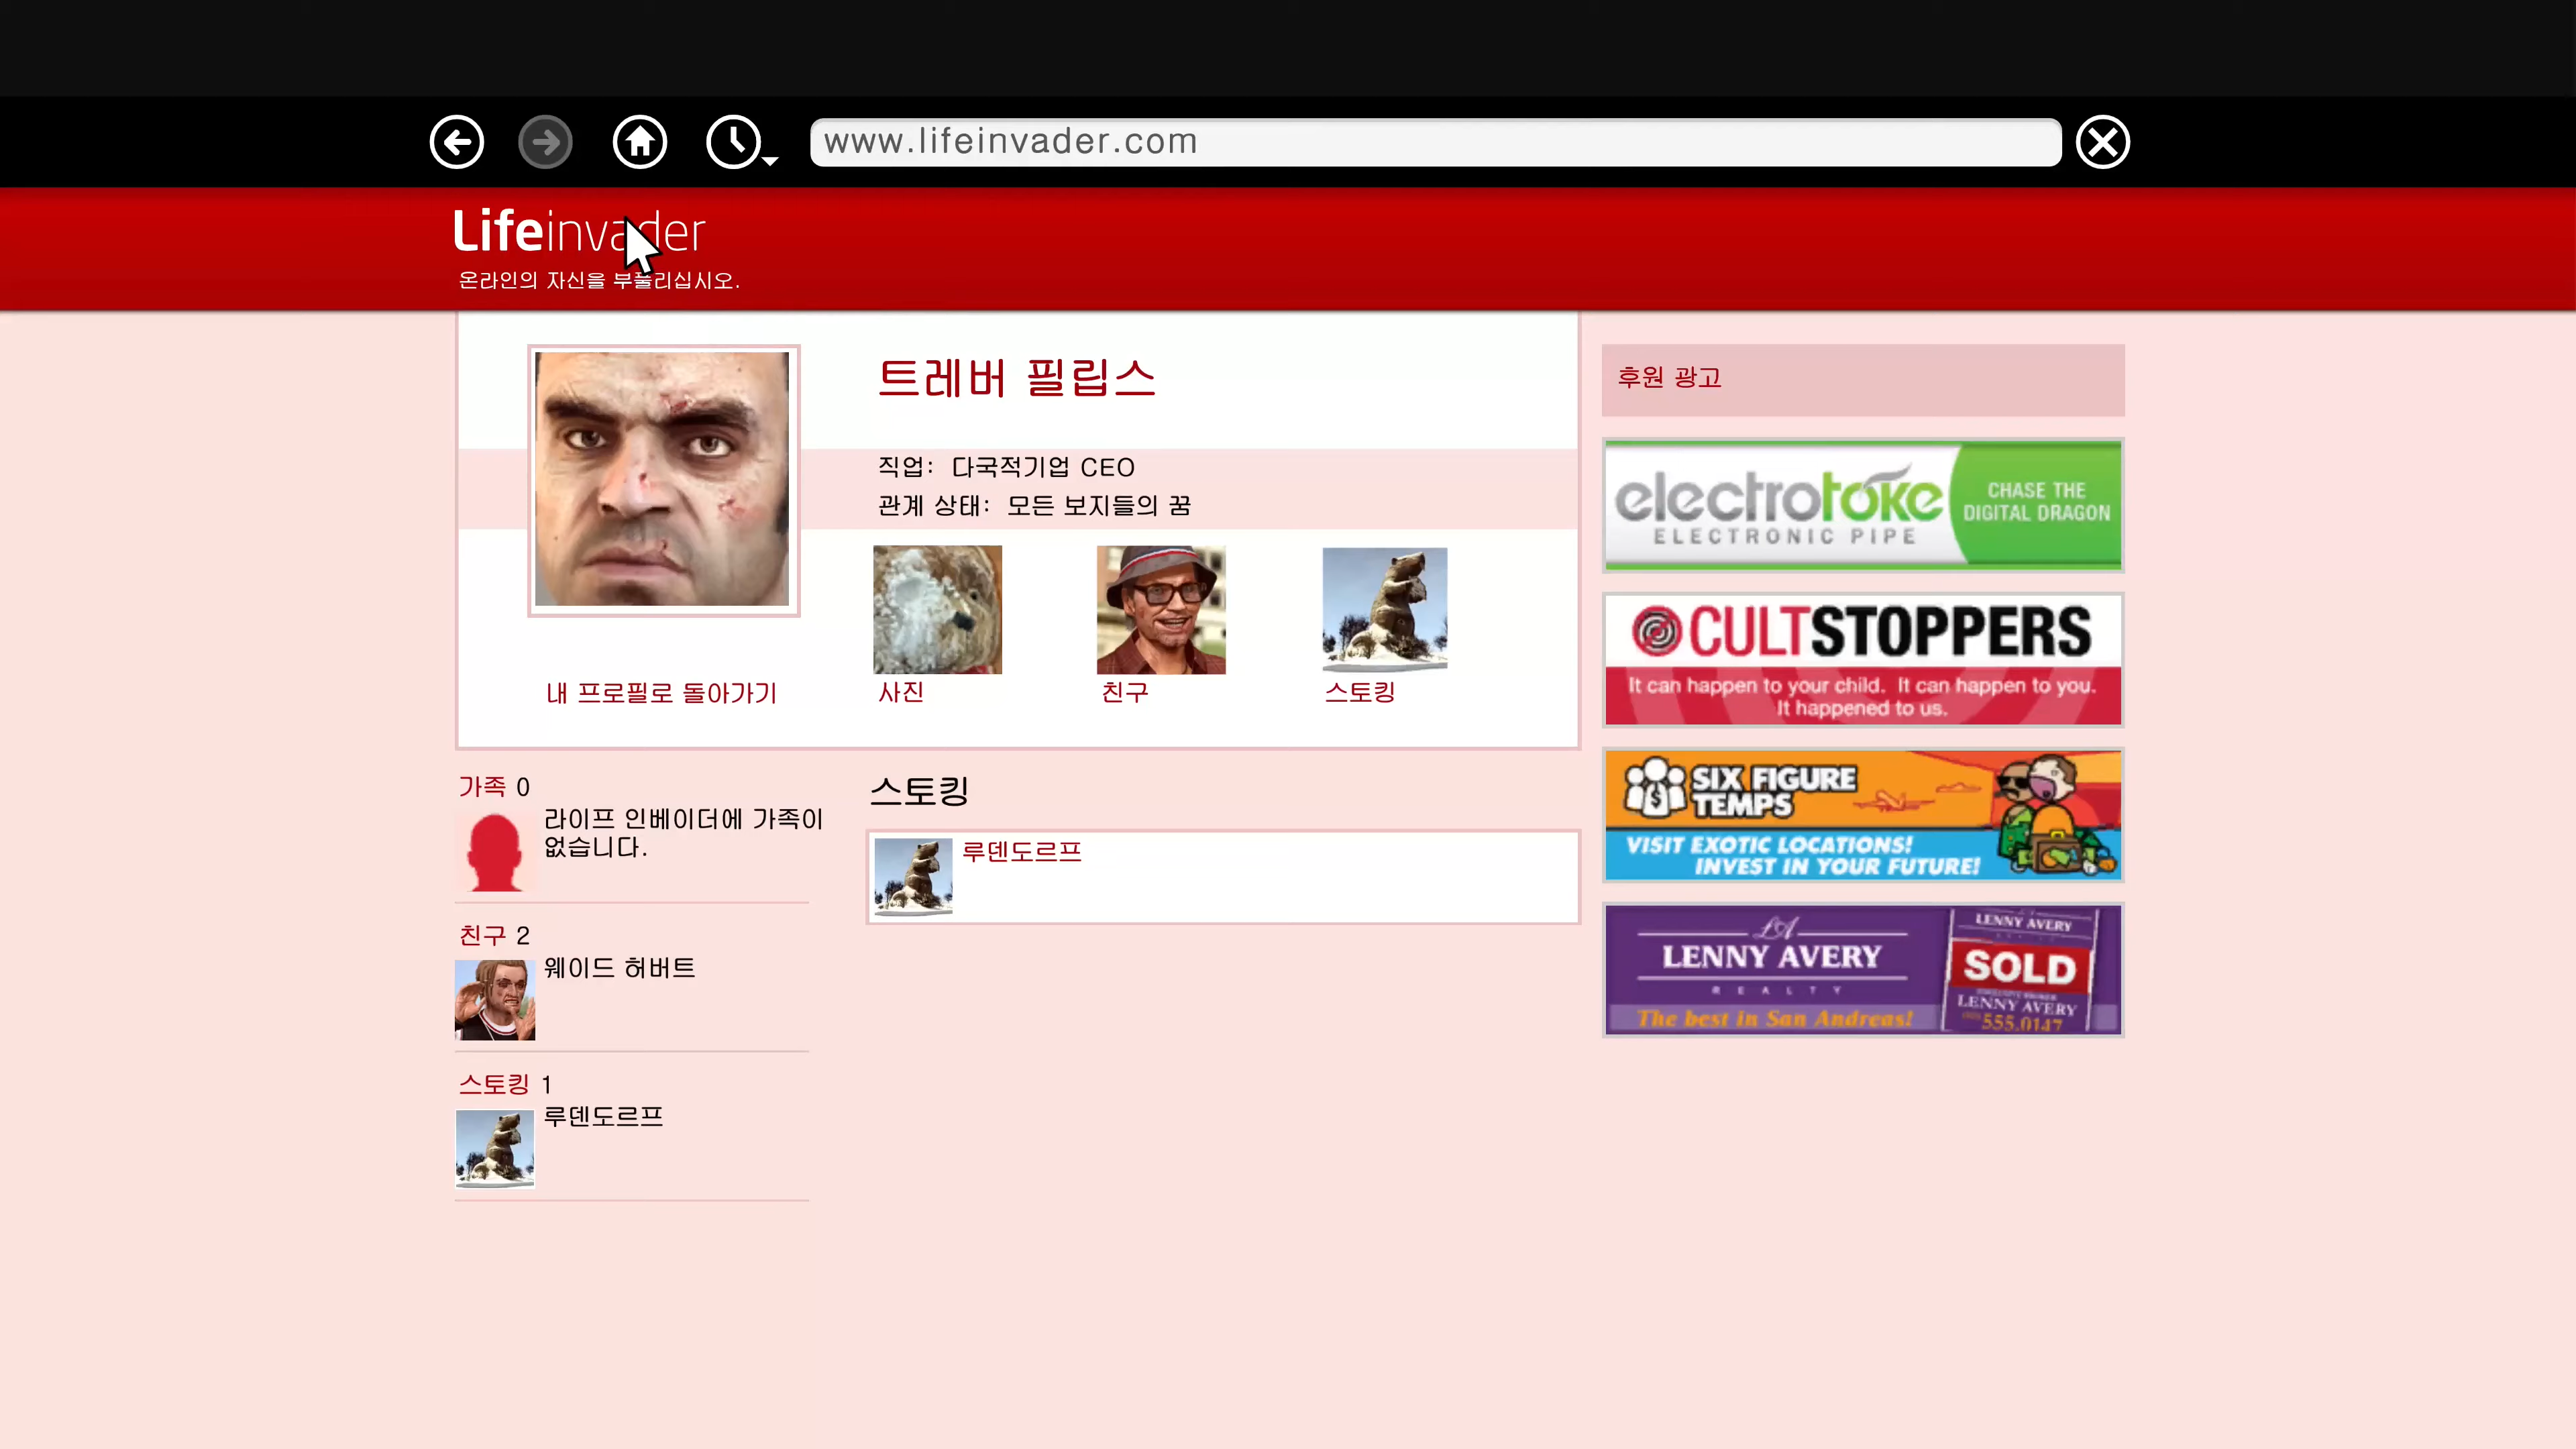 www.lifeinvader.com
Lifeinvader
온라인의 자신을 부풀리십시오.
트레버 필립스
직업: 다국적기업 CEO
관계 상태: 모든 보지들의 꿈
내 프로필로 돌아가기
사진
친구
스토킹
가족 0
라이프 인베이더에 가족이
없습니다.
친구 2
웨이드 허버트
스토킹 1
루덴도르프
스토킹
루덴도르프
후원 광고
electrotoke
ELECTRONIC PIPE
CHASE THE
DIGITAL DRAGON
CULTSTOPPERS
It can happen to your child. It can happen to you.
It happened to us.
SIX FIGURE
TEMPS
VISIT EXOTIC LOCATIONS!
INVEST IN YOUR FUTURE!
LA
LENNY AVERY
REALTY
The best in San Andreas!
LENNY AVERY
SOLD
LENNY AVERY
555.0147